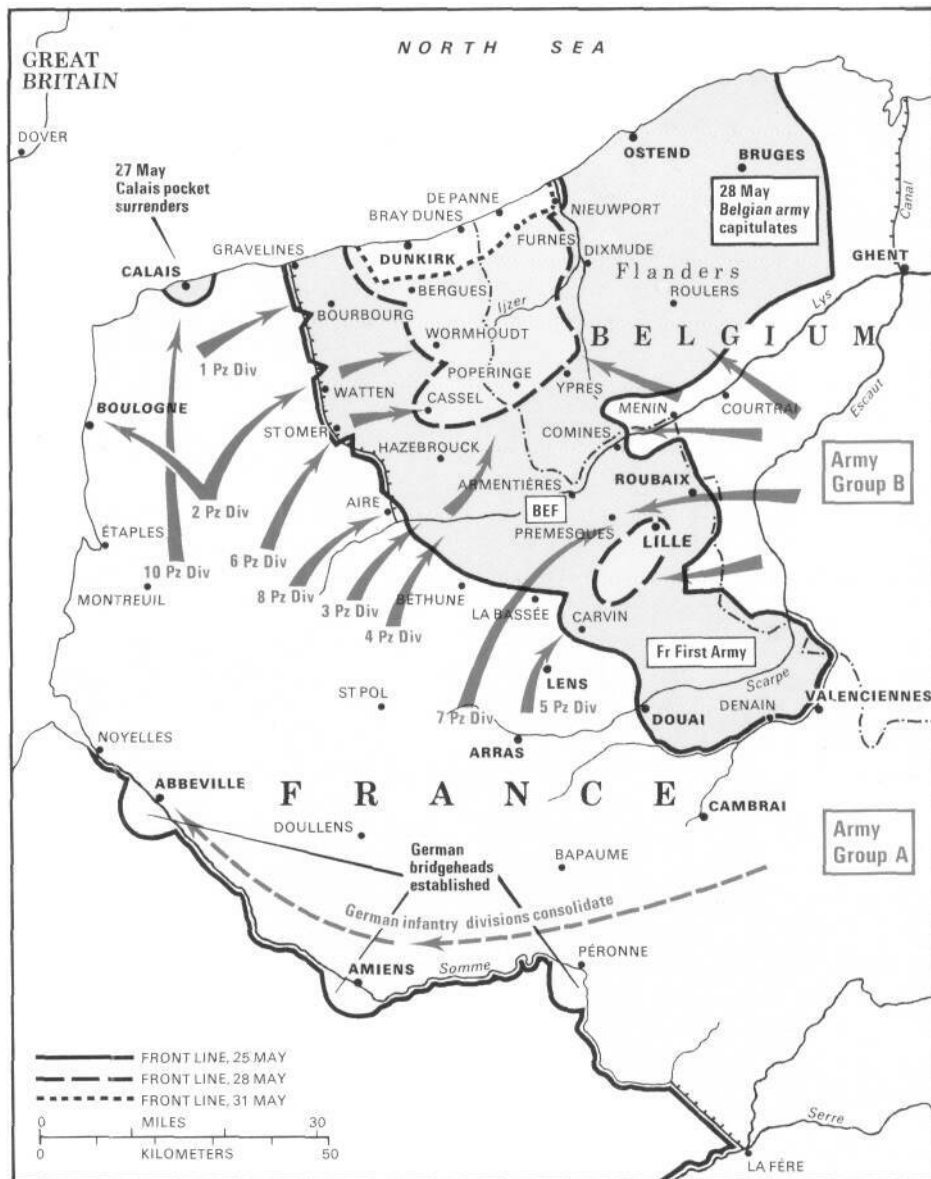 NORTH SEA
GREAT
BRITAIN
DOVER
27 May
Calais pocket
surrenders
OSTEND
BRUGES
DE PANNE
BRAY DUNES
NIEUWPORT
28 May
Belgian army
capitulates
GRAVELINES
FURNES
DUNKIRK
DIXMUDE
Canal
GHENT
CALAIS
BERGUES
Flanders
BOURBOURG
Ijzer
ROULERS
Lys
WORMHOUDT
BELGIUM
1 Pz Div
POPERINGE
YPRES
WATTEN
CASSEL
MENIN
COURTRAI
Escaut
BOULOGNE
ST OMER
COMINES
HAZEBROUCK
Army
Group B
ARMENTIÈRES
ROUBAIX
AIRE
BEF
2 Pz Div
PREMESQUES
LILLE
ÉTAPLES
6 Pz Div
10 Pz Div
8 Pz Div
MONTREUIL
3 Pz Div
BÉTHUNE
LA BASSÉE
4 Pz Div
CARVIN
Fr First Army
LENS
Scarpe
ST POL
7 Pz Div
5 Pz Div
VALENCIENNES
DOUAI
DENAIN
ARRAS
NOYELLES
ABBEVILLE
FRANCE
CAMBRAI
DOULLENS
German
bridgeheads
established
BAPAUME
Army
Group A
German infantry divisions consolidate
PÉRONNE
AMIENS
Somme
FRONT LINE, 25 MAY
FRONT LINE, 28 MAY
FRONT LINE, 31 MAY
0 MILES 30
0 KILOMETERS 50
Serre
LA FÉRE